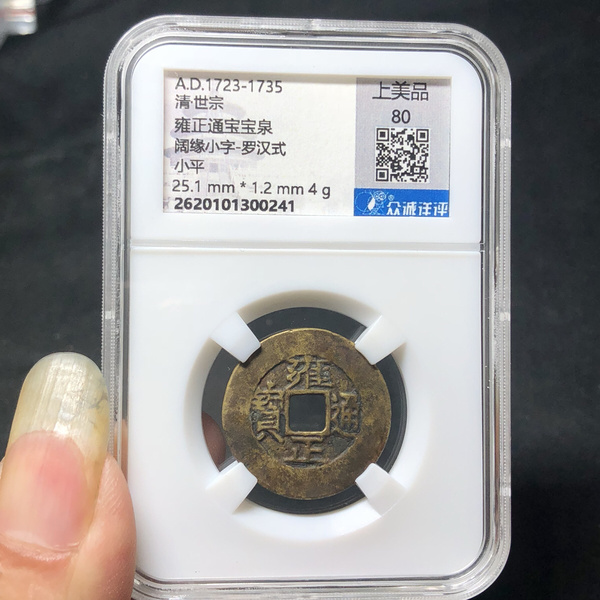 A.D.1723-1735
清·世宗
雍正通宝宝泉
阔缘小字-罗汉式
小平
25.1 mm * 1.2 mm 4 g
2620101300241
上美品
80
众诚评评
雍正通寳